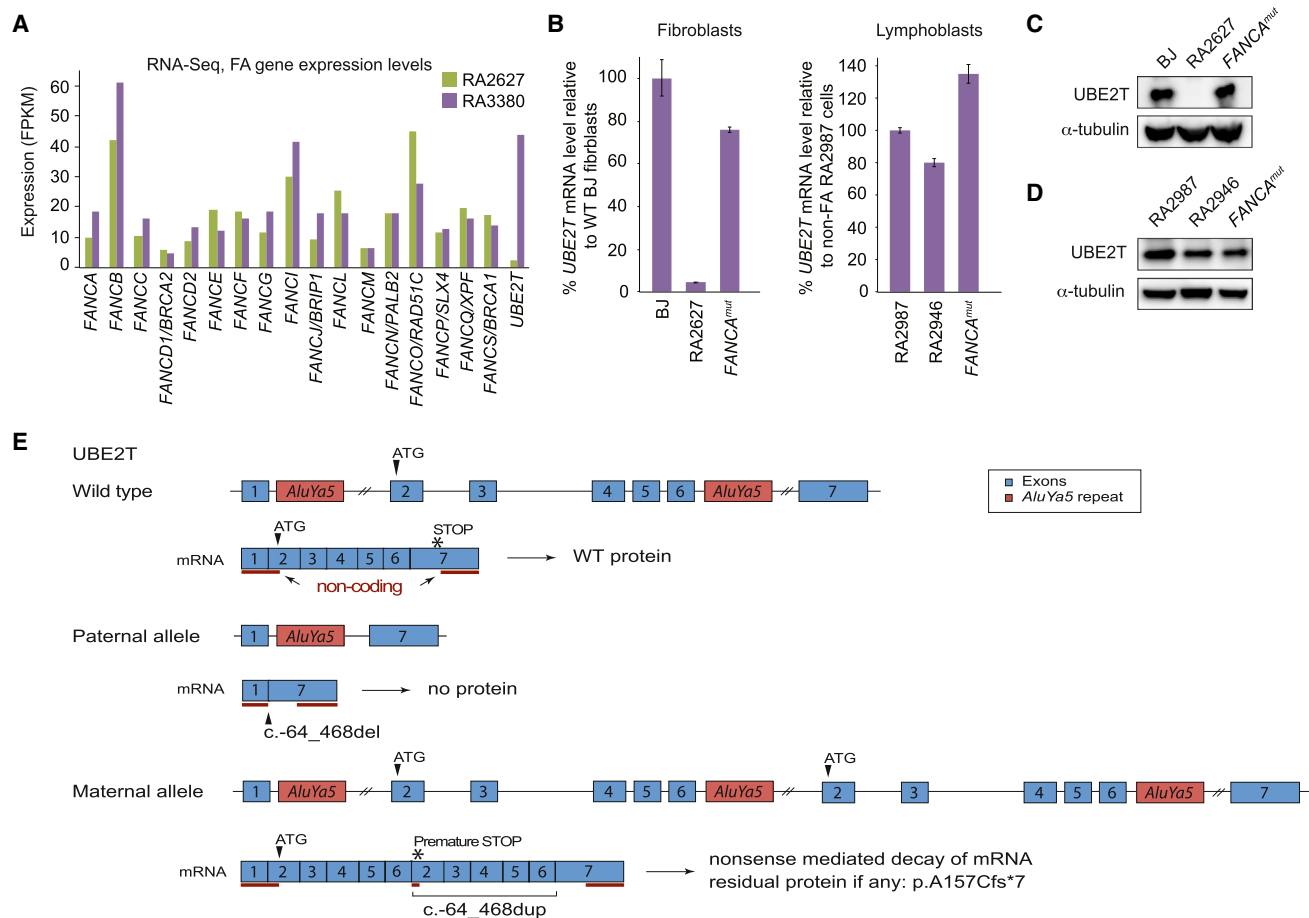 A
RNA-Seq, FA gene expression levels
RA2627
RA3380
Expression (FPKM)
60
50
40
30
20
10
0
FANCA
FANCB
FANCC
FANCD1/BRCA2
FANCD2
FANCE
FANCF
FANCG
FANCI
FANCJ/BRIP1
FANCL
FANCM
FANCN/PALB2
FANCO/RAD51C
FANCP/SLX4
FANCQ/XPF
FANCS/BRCA1
UBE2T
B
Fibroblasts
% UBE2T mRNA level relative
to WT BJ fibrblasts
100
80
60
40
20
0
BJ
RA2627
FANCAmut
Lymphoblasts
% UBE2T mRNA level relative
to non-FA RA2987 cells
140
120
100
80
60
40
20
0
RA2987
RA2946
FANCAmut
C
BJ
RA2627
FANCAmut
UBE2T
α-tubulin
D
RA2987
RA2946
FANCAmut
UBE2T
α-tubulin
E
UBE2T
ATG
Wild type
1 AluYa5 2 3 4 5 6 AluYa5 7
Exons
AluYa5 repeat
ATG
STOP
*
mRNA 1 2 3 4 5 6 7 WT protein
non-coding
Paternal allele 1 AluYa5 7
mRNA 1 7 no protein
c.-64_468del
ATG ATG
Maternal allele 1 AluYa5 2 3 4 5 6 AluYa5 2 3 4 5 6 AluYa5 7
ATG Premature STOP
*
mRNA 1 2 3 4 5 6 2 3 4 5 6 7
nonsense mediated decay of mRNA
residual protein if any: p.A157Cfs*7
c.-64_468dup